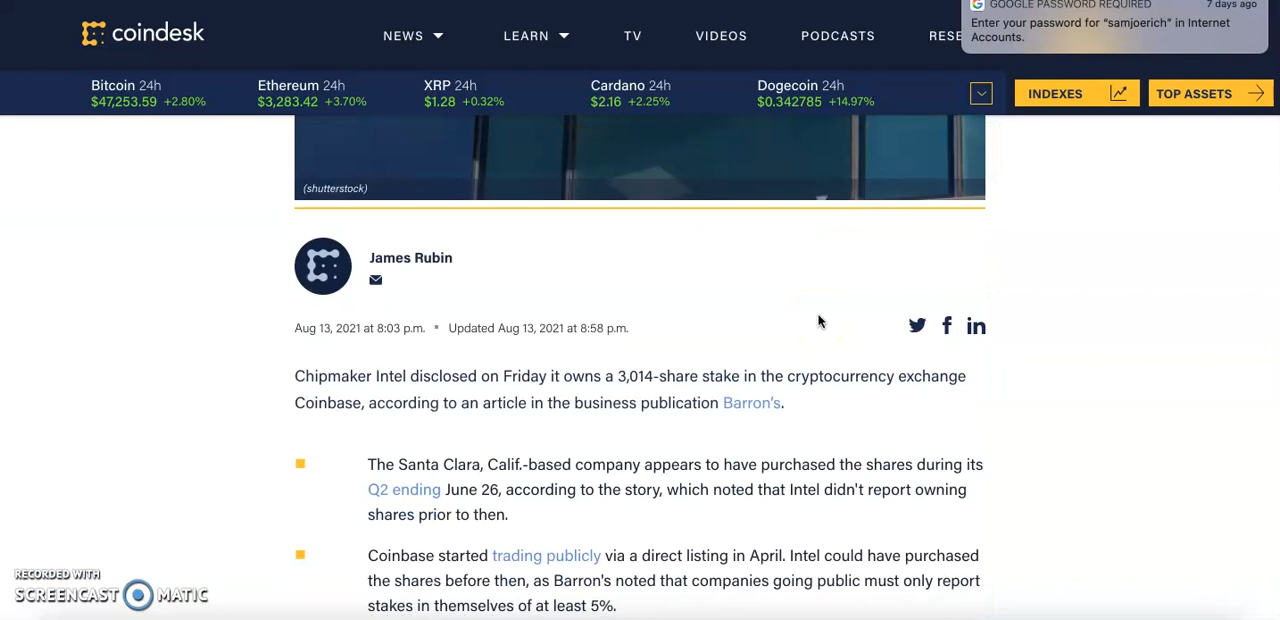 coindesk
NEWS
LEARN
TV
VIDEOS
PODCASTS
RESE
GOOGLE PASSWORD REQUIRED
7 days ago
Enter your password for “samjoerich” in Internet
Accounts.
Bitcoin 24h
$47,253.59 +2.80%
Ethereum 24h
$3,283.42 +3.70%
XRP 24h
$1.28 +0.32%
Cardano 24h
$2.16 +2.25%
Dogecoin 24h
$0.342785 +14.97%
INDEXES
TOP ASSETS
(shutterstock)
James Rubin
Aug 13, 2021 at 8:03 p.m. ▪ Updated Aug 13, 2021 at 8:58 p.m.
Chipmaker Intel disclosed on Friday it owns a 3,014-share stake in the cryptocurrency exchange
Coinbase, according to an article in the business publication Barron’s.
The Santa Clara, Calif.-based company appears to have purchased the shares during its
Q2 ending June 26, according to the story, which noted that Intel didn't report owning
shares prior to then.
Coinbase started trading publicly via a direct listing in April. Intel could have purchased
the shares before then, as Barron's noted that companies going public must only report
stakes in themselves of at least 5%.
RECORDED WITH
SCREENCAST MATIC